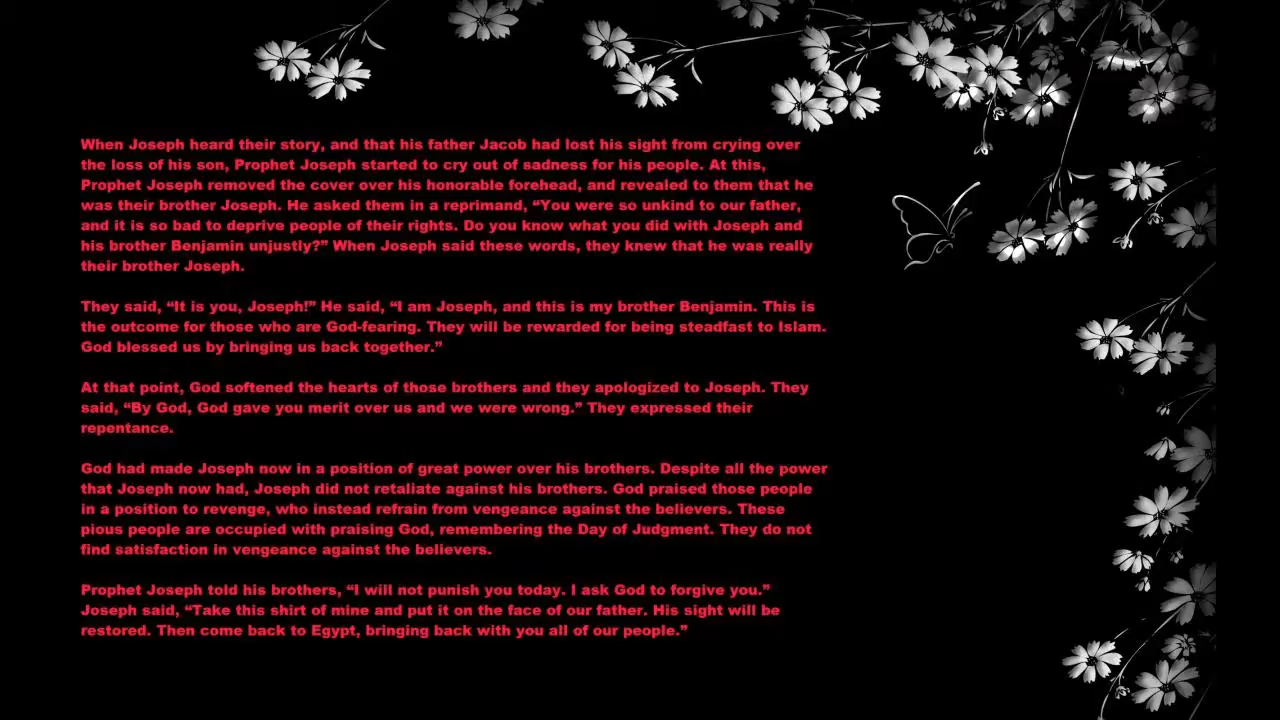 When Joseph heard their story, and that his father Jacob had lost his sight from crying over
the loss of his son, Prophet Joseph started to cry out of sadness for his people. At this,
Prophet Joseph removed the cover over his honorable forehead, and revealed to them that he
was their brother Joseph. He asked them in a reprimand, “You were so unkind to our father,
and it is so bad to deprive people of their rights. Do you know what you did with Joseph and
his brother Benjamin unjustly?” When Joseph said these words, they knew that he was really
their brother Joseph.
They said, “It is you, Joseph!” He said, “I am Joseph, and this is my brother Benjamin. This is
the outcome for those who are God-fearing. They will be rewarded for being steadfast to Islam.
God blessed us by bringing us back together.”
At that point, God softened the hearts of those brothers and they apologized to Joseph. They
said, “By God, God gave you merit over us and we were wrong.” They expressed their
repentance.
God had made Joseph now in a position of great power over his brothers. Despite all the power
that Joseph now had, Joseph did not retaliate against his brothers. God praised those people
in a position to revenge, who instead refrain from vengeance against the believers. These
pious people are occupied with praising God, remembering the Day of Judgment. They do not
find satisfaction in vengeance against the believers.
Prophet Joseph told his brothers, “I will not punish you today. I ask God to forgive you.”
Joseph said, “Take this shirt of mine and put it on the face of our father. His sight will be
restored. Then come back to Egypt, bringing back with you all of our people.”